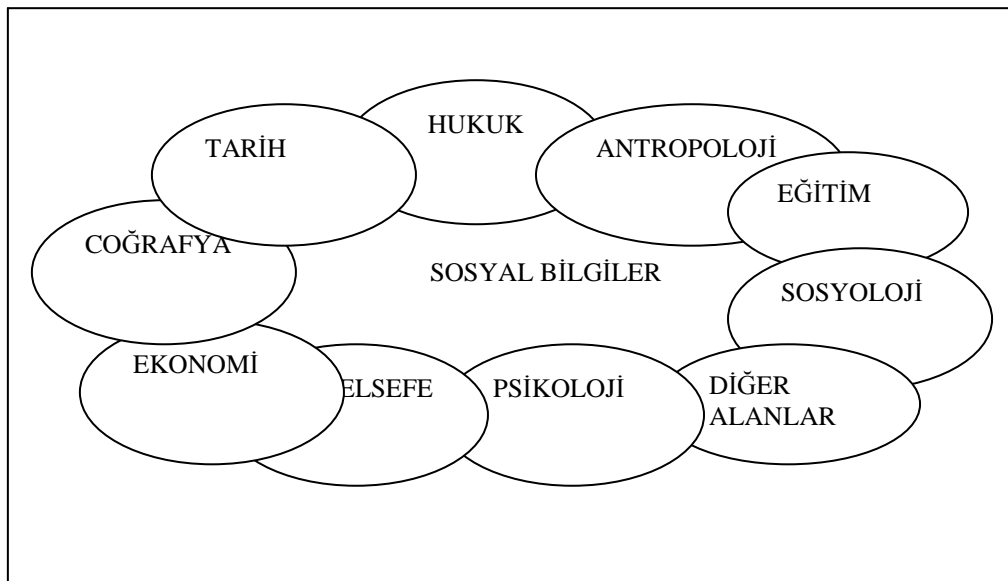 HUKUK
TARİH
ANTROPOLOJİ
EĞİTİM
COĞRAFYA
SOSYAL BİLGİLER
SOSYOLOJİ
EKONOMİ
ELSEFE
PSİKOLOJİ
DİĞER
ALANLAR